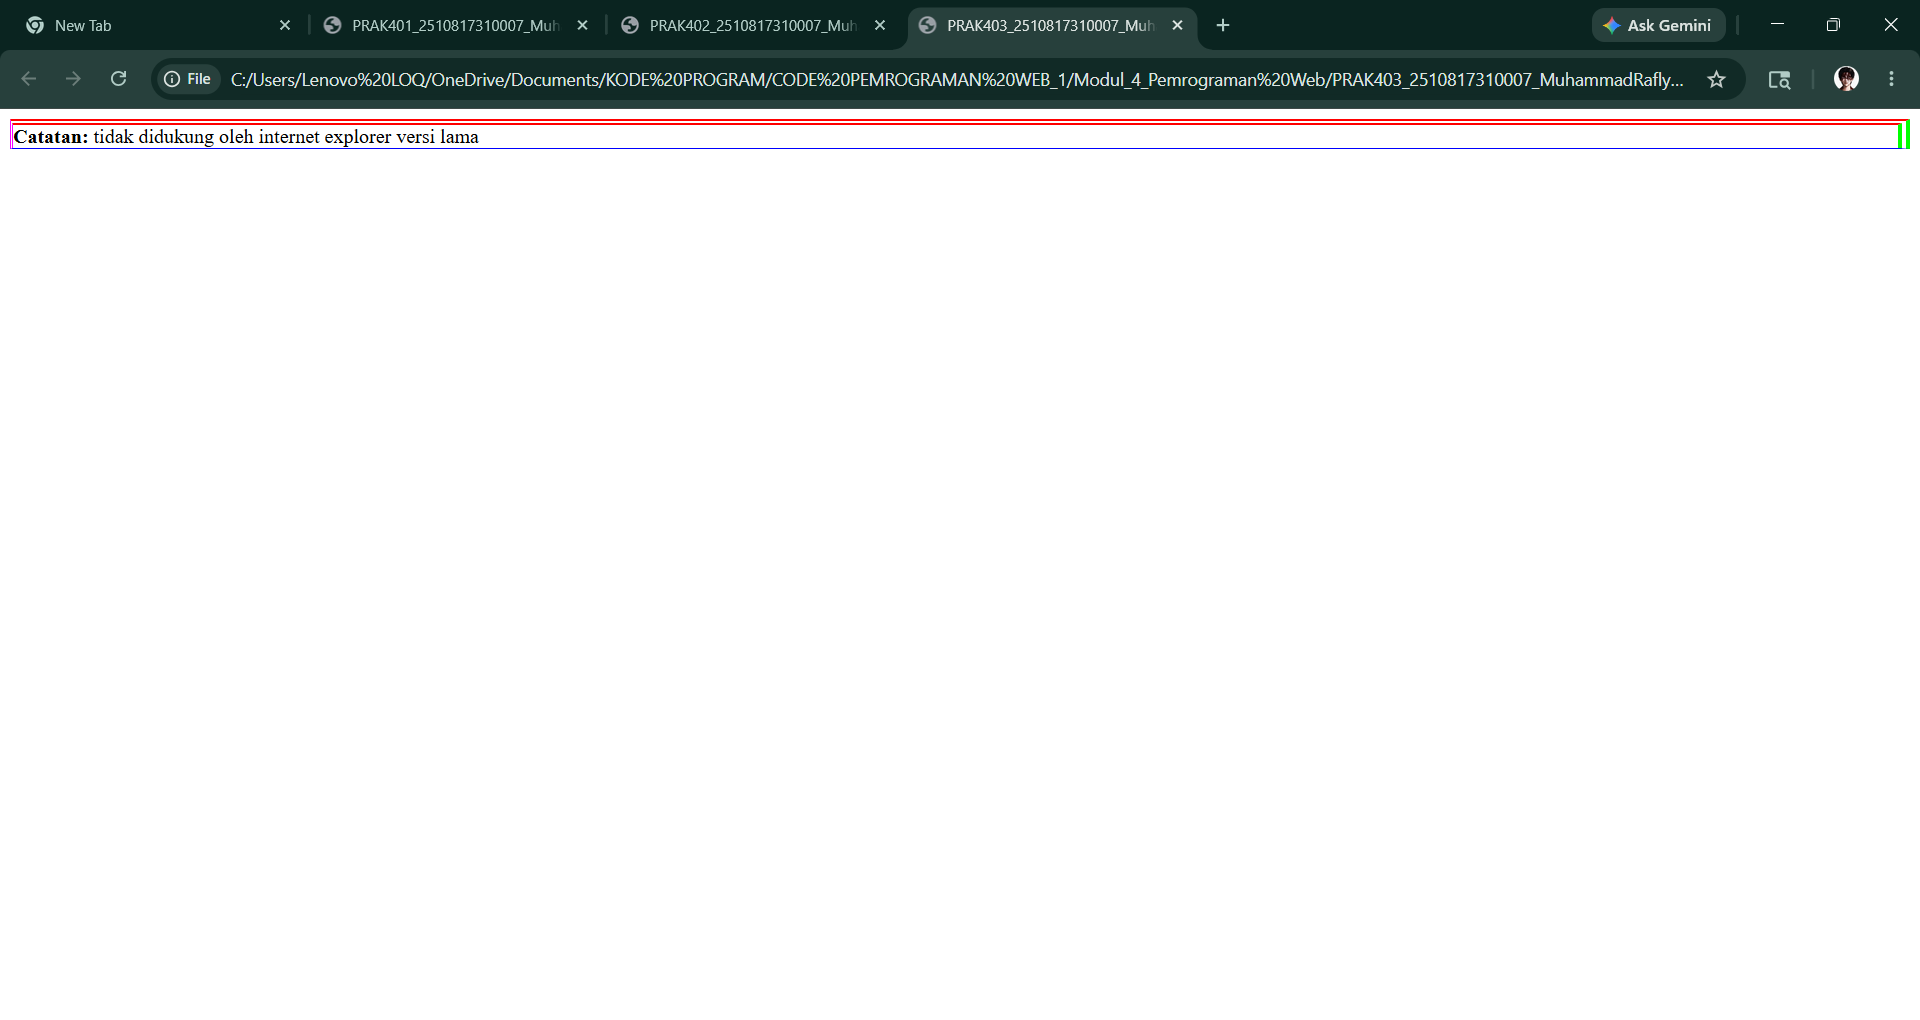 New Tab
PRAK401_2510817310007_Muh
PRAK402_2510817310007_Muh
PRAK403_2510817310007_Muh
Ask Gemini
File
C:/Users/Lenovo%20LOQ/OneDrive/Documents/KODE%20PROGRAM/CODE%20PEMROGRAMAN%20WEB_1/Modul_4_Pemrograman%20Web/PRAK403_2510817310007_MuhammadRafly...
Catatan: tidak didukung oleh internet explorer versi lama